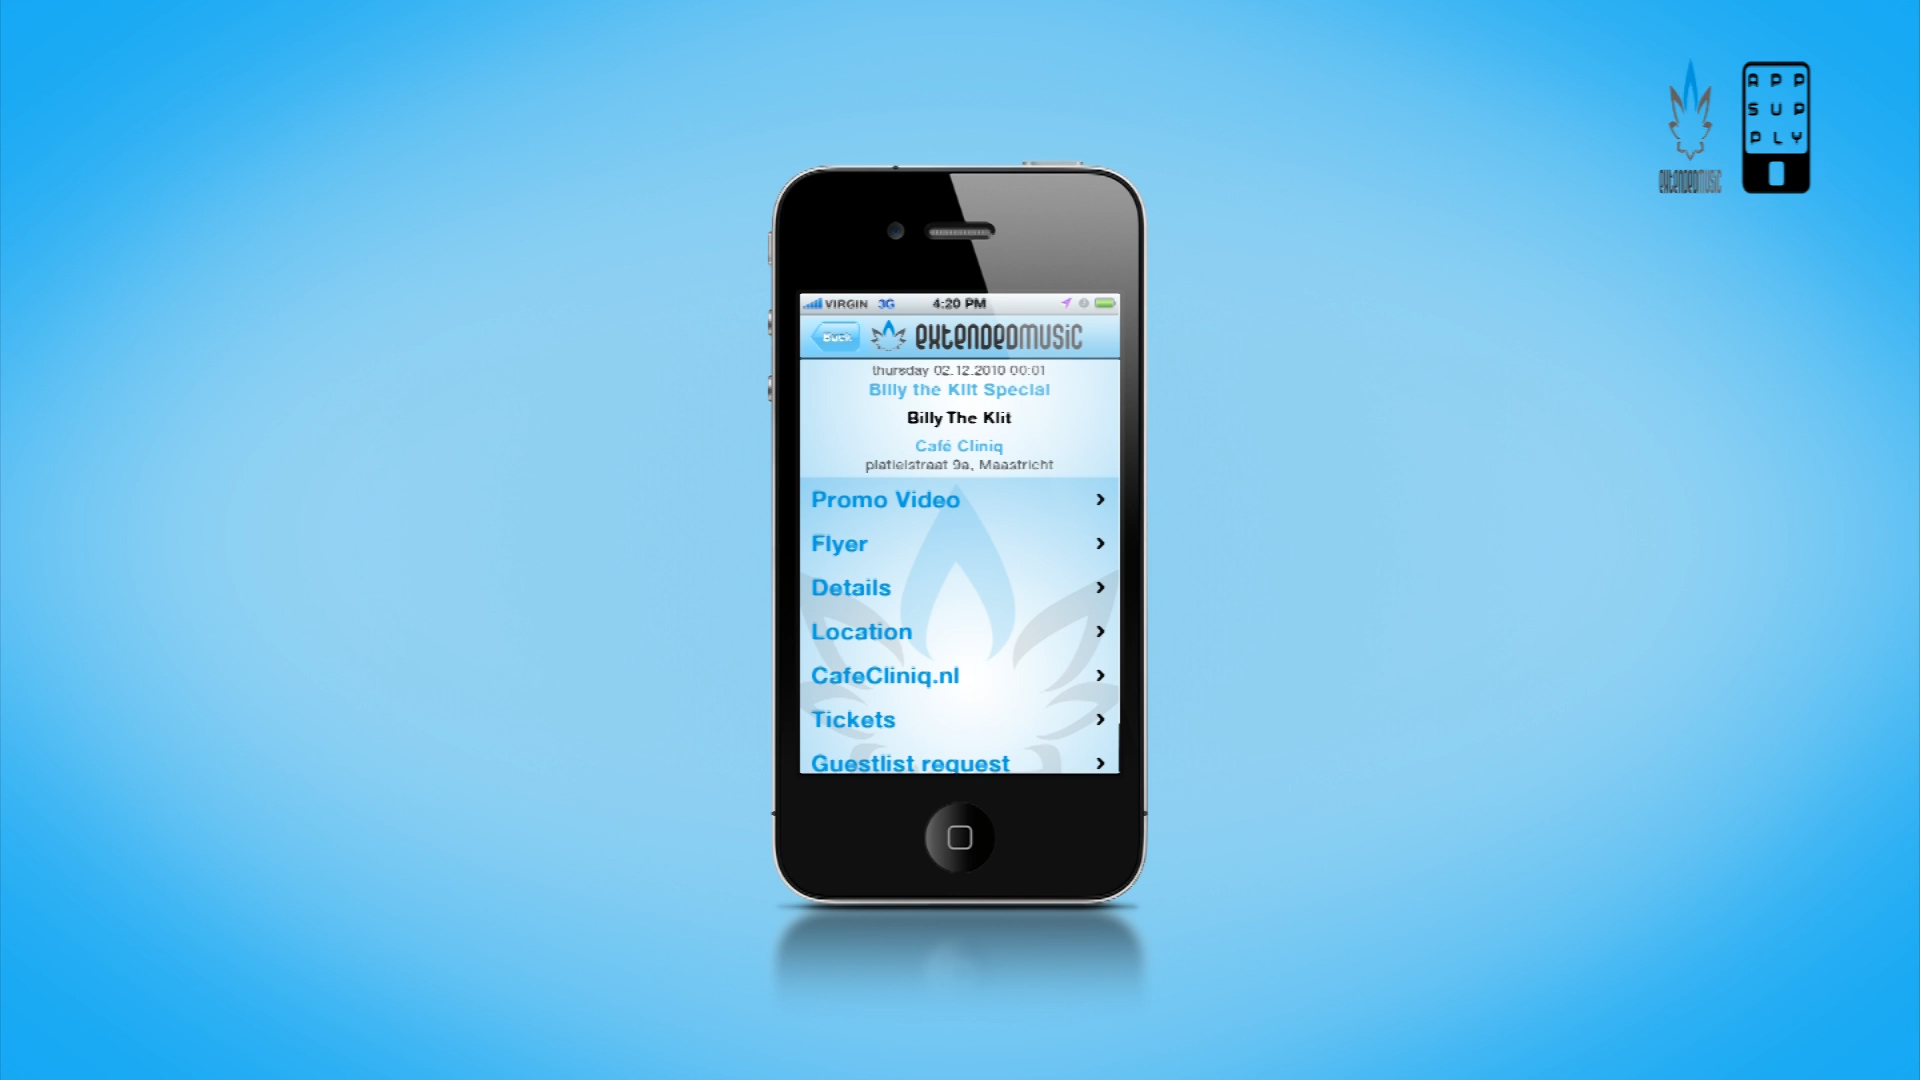 APP
SUP
PLY
extendedmusic
VIRGIN 3G 4:20 PM
Back extendedmusic
thursday 02.12.2010 00:01
Billy the Klit Special
Billy The Klit
Café Cliniq
platielstraat 9a, Maastricht
Promo Video
Flyer
Details
Location
CafeCliniq.nl
Tickets
Guestlist request